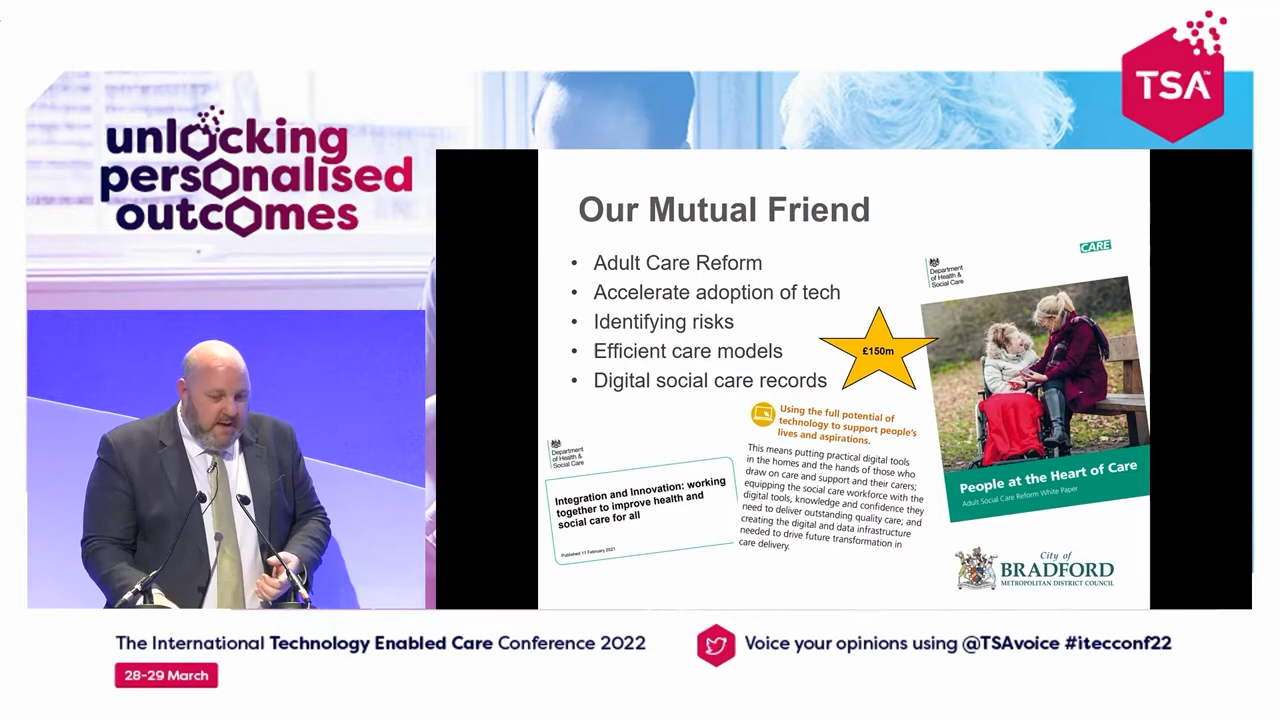 TSA™
unlocking
personalised
outcomes
Our Mutual Friend
• Adult Care Reform
• Accelerate adoption of tech
• Identifying risks
• Efficient care models
• Digital social care records
£150m
CARE
Department
of Health &
Social Care
People at the Heart of Care
Adult Social Care Reform White Paper
Using the full potential of
technology to support people's
lives and aspirations.
This means putting practical digital tools
in the homes and the hands of those who
draw on care and support and their carers;
equipping the social care workforce with the
digital tools, knowledge and confidence they
need to deliver outstanding quality care; and
creating the digital and data infrastructure
needed to drive future transformation in
care delivery.
Department
of Health &
Social Care
Integration and Innovation: working
together to improve health and
social care for all
Published 11 February 2021
City of
BRADFORD
METROPOLITAN DISTRICT COUNCIL
The International Technology Enabled Care Conference 2022
28-29 March
Voice your opinions using @TSAvoice #itecconf22